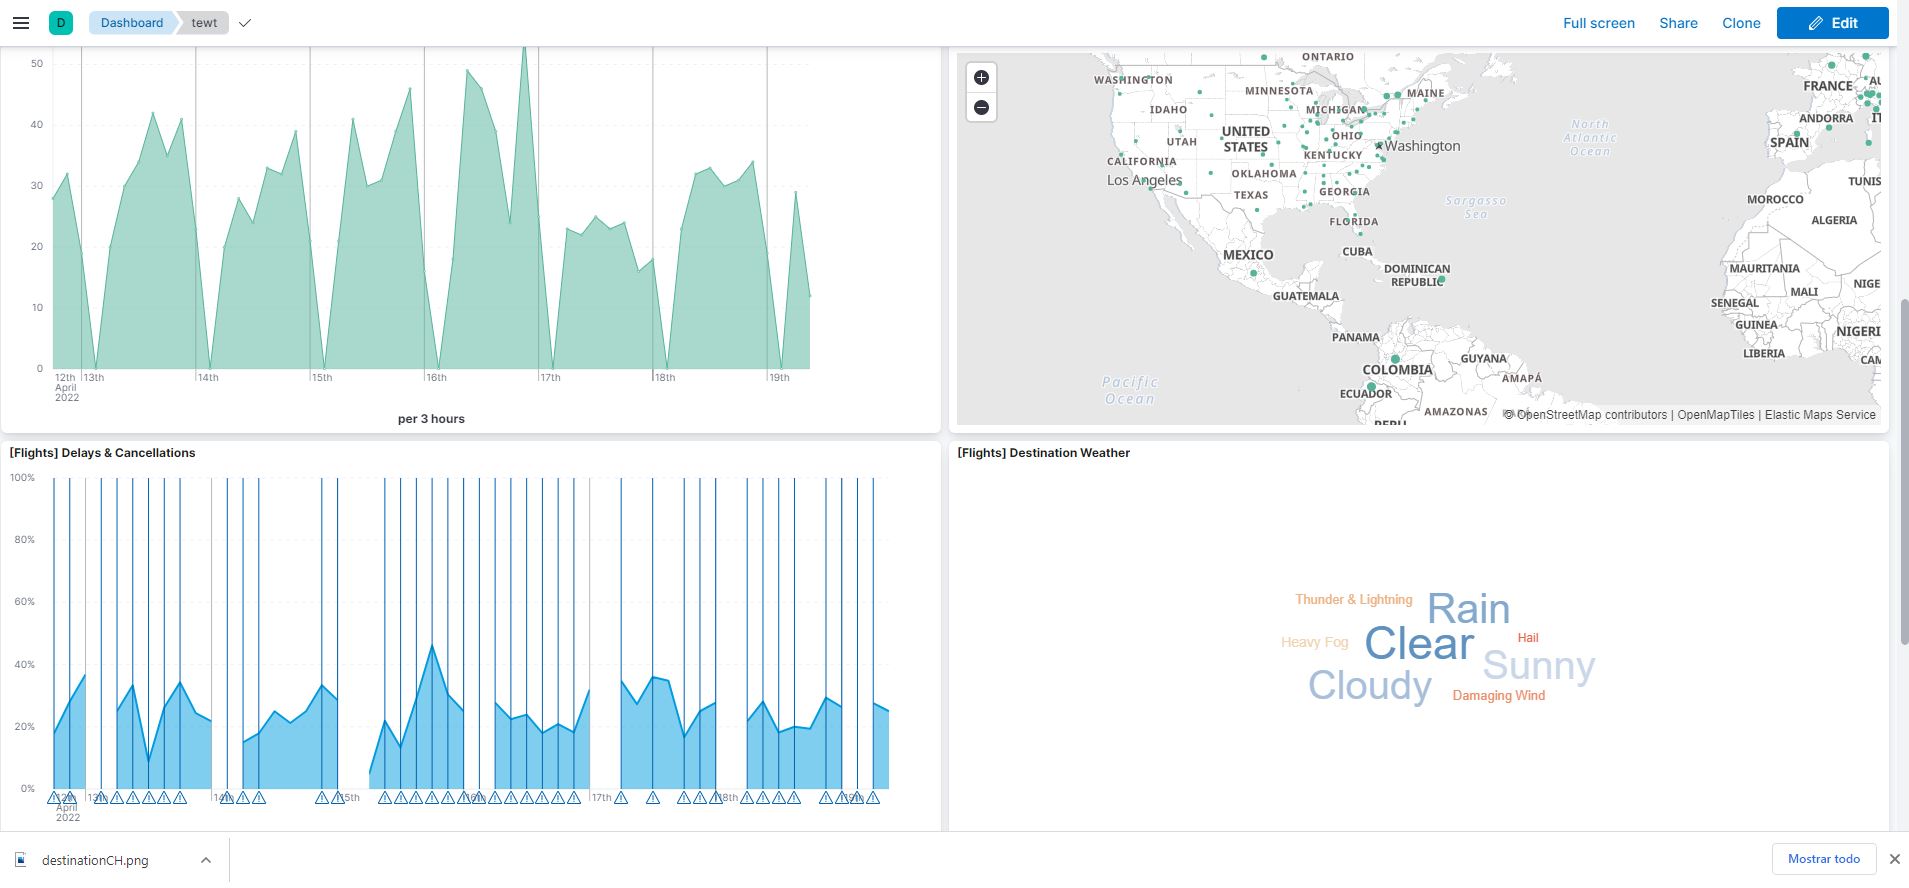 D Dashboard tewt Full screen Share Clone Edit
50
40
30
20
10
0
12th 13th 14th 15th 16th 17th 18th 19th
April
2022
per 3 hours
ONTARIO
WASHINGTON
MINNESOTA
MAINE
FRANCE
AU
IDAHO
MICHIGAN
ANDORRA
IT
North
Atlantic
Ocean
UNITED
STATES
OHIO
UTAH
Washington
SPAIN
CALIFORNIA
KENTUCKY
Los Angeles
OKLAHOMA
TUNIS
TEXAS
GEORGIA
MOROCCO
Sargasso
Sea
FLORIDA
ALGERIA
MEXICO
CUBA
DOMINICAN
REPUBLIC
MAURITANIA
NIGE
GUATEMALA
MALI
SENEGAL
GUINEA
NIGERI
PANAMA
LIBERIA
CAM
GUYANA
COLOMBIA
AMAPÁ
Pacific
Ocean
ECUADOR
AMAZONAS
© OpenStreetMap contributors | OpenMapTiles | Elastic Maps Service
PERU
[Flights] Delays & Cancellations
100%
80%
60%
40%
20%
0%
12th 13th 14th 15th 16th 17th 18th 19th
April
2022
[Flights] Destination Weather
Thunder & Lightning Rain
Heavy Fog Clear Hail
Sunny
Cloudy Damaging Wind
destinationCH.png Mostrar todo